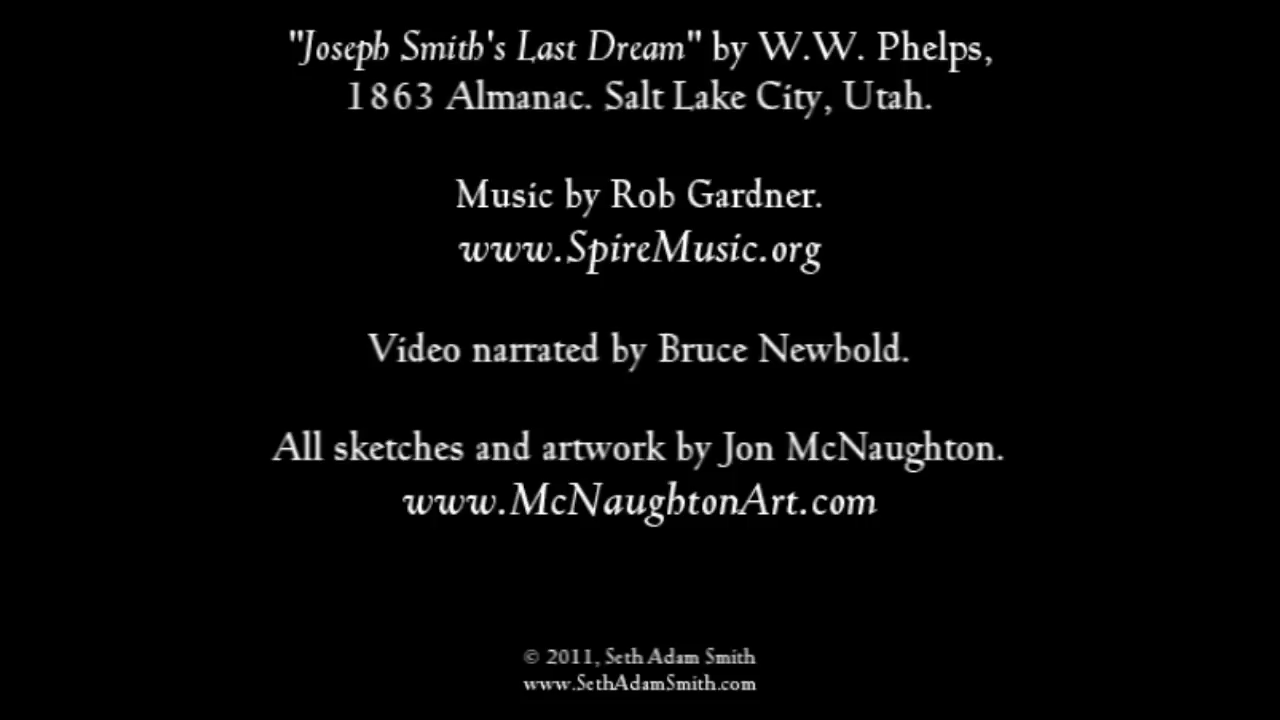 "Joseph Smith's Last Dream" by W.W. Phelps,
1863 Almanac. Salt Lake City, Utah.
Music by Rob Gardner.
www.SpireMusic.org
Video narrated by Bruce Newbold.
All sketches and artwork by Jon McNaughton.
www.McNaughtonArt.com
© 2011, Seth Adam Smith
www.SethAdamSmith.com